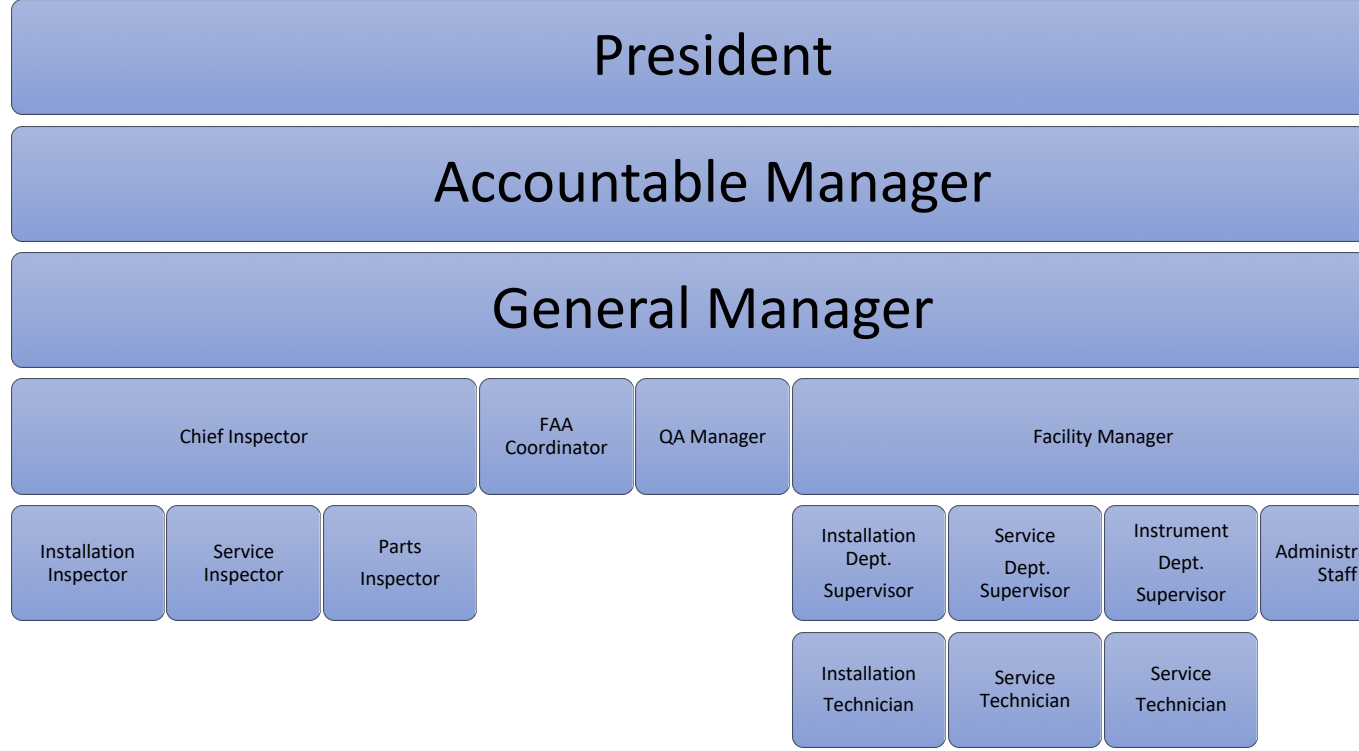 President
Accountable Manager
General Manager
Chief Inspector
FAA
Coordinator
QA Manager
Facility Manager
Installation
Inspector
Service
Inspector
Parts
Inspector
Installation
Dept.
Supervisor
Service
Dept.
Supervisor
Instrument
Dept.
Supervisor
Staff
Installation
Technician
Service
Technician
Service
Technician